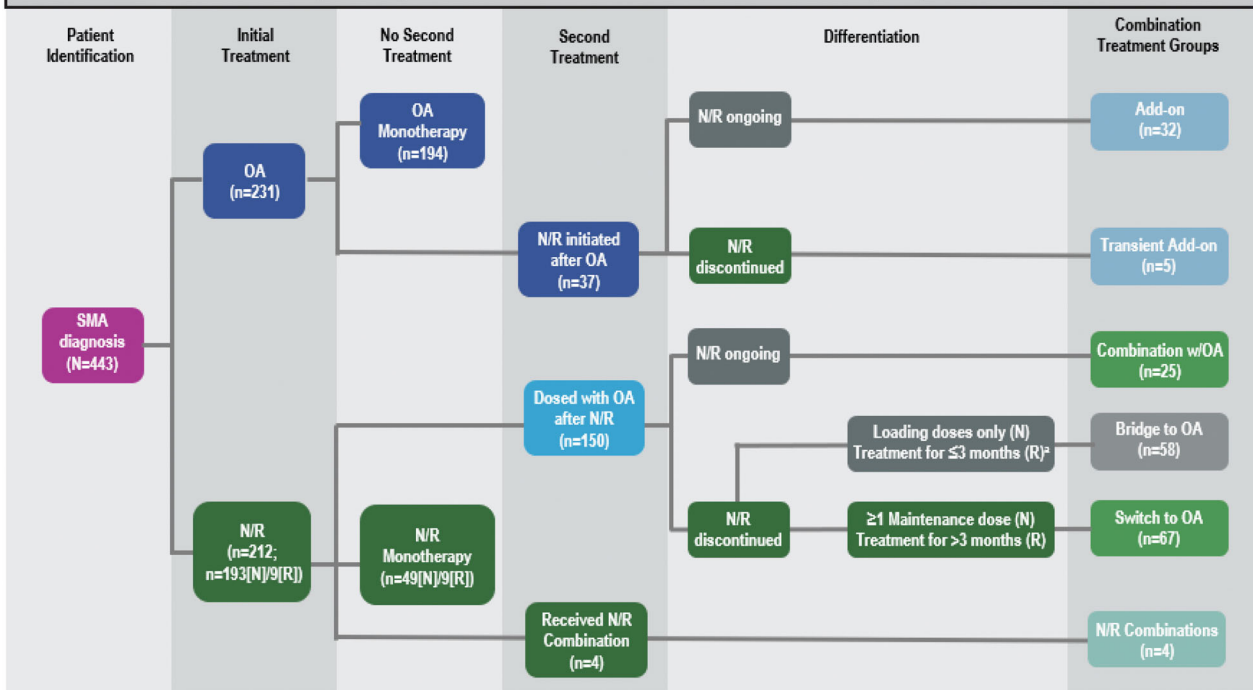 Patient
Identification
Initial
Treatment
No Second
Treatment
Second
Treatment
Differentiation
Combination
Treatment Groups
SMA
diagnosis
(N=443)
OA
(n=231)
N/R
(n=212;
n=193[N]/9[R])
OA
Monotherapy
(n=194)
N/R
Monotherapy
(n=49[N]/9[R])
N/R initiated
after OA
(n=37)
Dosed with OA
after N/R
(n=150)
Received N/R
Combination
(n=4)
N/R ongoing
N/R
discontinued
N/R ongoing
N/R
discontinued
Loading doses only (N)
Treatment for ≤3 months (R)ª
≥1 Maintenance dose (N)
Treatment for >3 months (R)
Add-on
(n=32)
Transient Add-on
(n=5)
Combination w/OA
(n=25)
Bridge to OA
(n=58)
Switch to OA
(n=67)
N/R Combinations
(n=4)